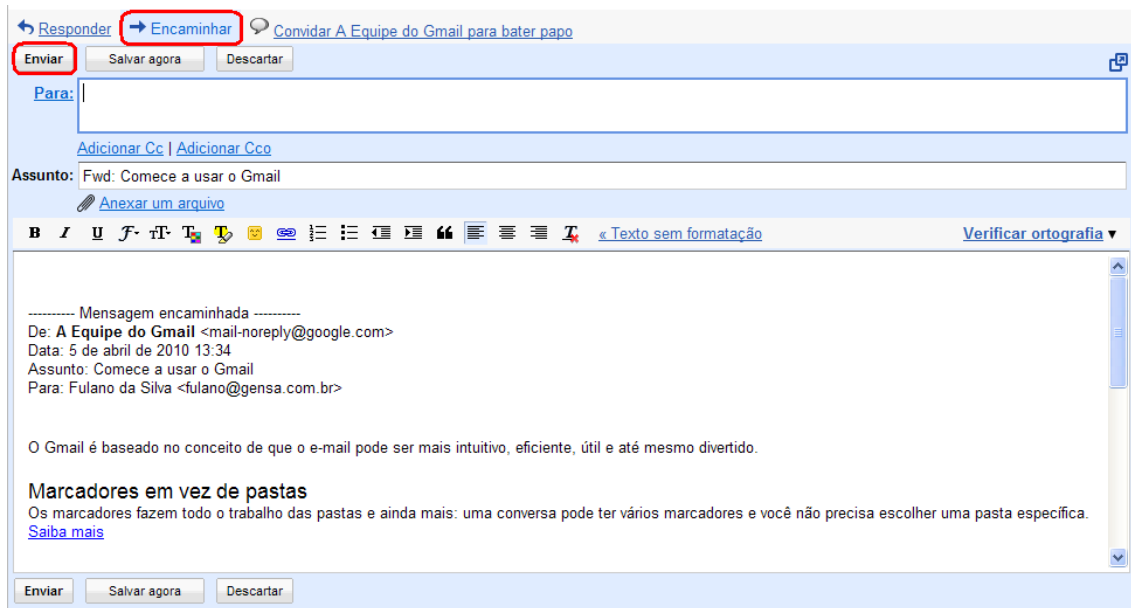 Responder Encaminhar Convidar A Equipe do Gmail para bater papo
Enviar Salvar agora Descartar
Para:
Adicionar Cc | Adicionar Cco
Assunto: Fwd: Comece a usar o Gmail
Anexar um arquivo
B I U F T T T « Texto sem formatação Verificar ortografia ▼
---------- Mensagem encaminhada ----------
De: A Equipe do Gmail <mail-noreply@google.com>
Data: 5 de abril de 2010 13:34
Assunto: Comece a usar o Gmail
Para: Fulano da Silva <fulano@gensa.com.br>
O Gmail é baseado no conceito de que o e-mail pode ser mais intuitivo, eficiente, útil e até mesmo divertido.
Marcadores em vez de pastas
Os marcadores fazem todo o trabalho das pastas e ainda mais: uma conversa pode ter vários marcadores e você não precisa escolher uma pasta específica.
Saiba mais
Enviar Salvar agora Descartar